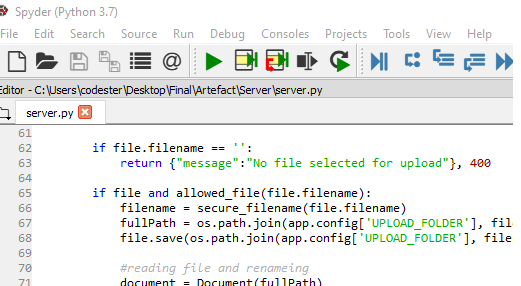 Spyder (Python 3.7)
File Edit Search Source Run Debug Consoles Projects Tools View Help
Editor - C:\Users\codester\Desktop\Final\Artefact\Server\server.py
server.py
61
62 if file.filename == '':
63 return {"message":"No file selected for upload"}, 400
64
65 if file and allowed_file(file.filename):
66 filename = secure_filename(file.filename)
67 fullPath = os.path.join(app.config['UPLOAD_FOLDER'], file
68 file.save(os.path.join(app.config['UPLOAD_FOLDER'], file
69
70 #reading file and renameing
71 document = Document(fullPath)